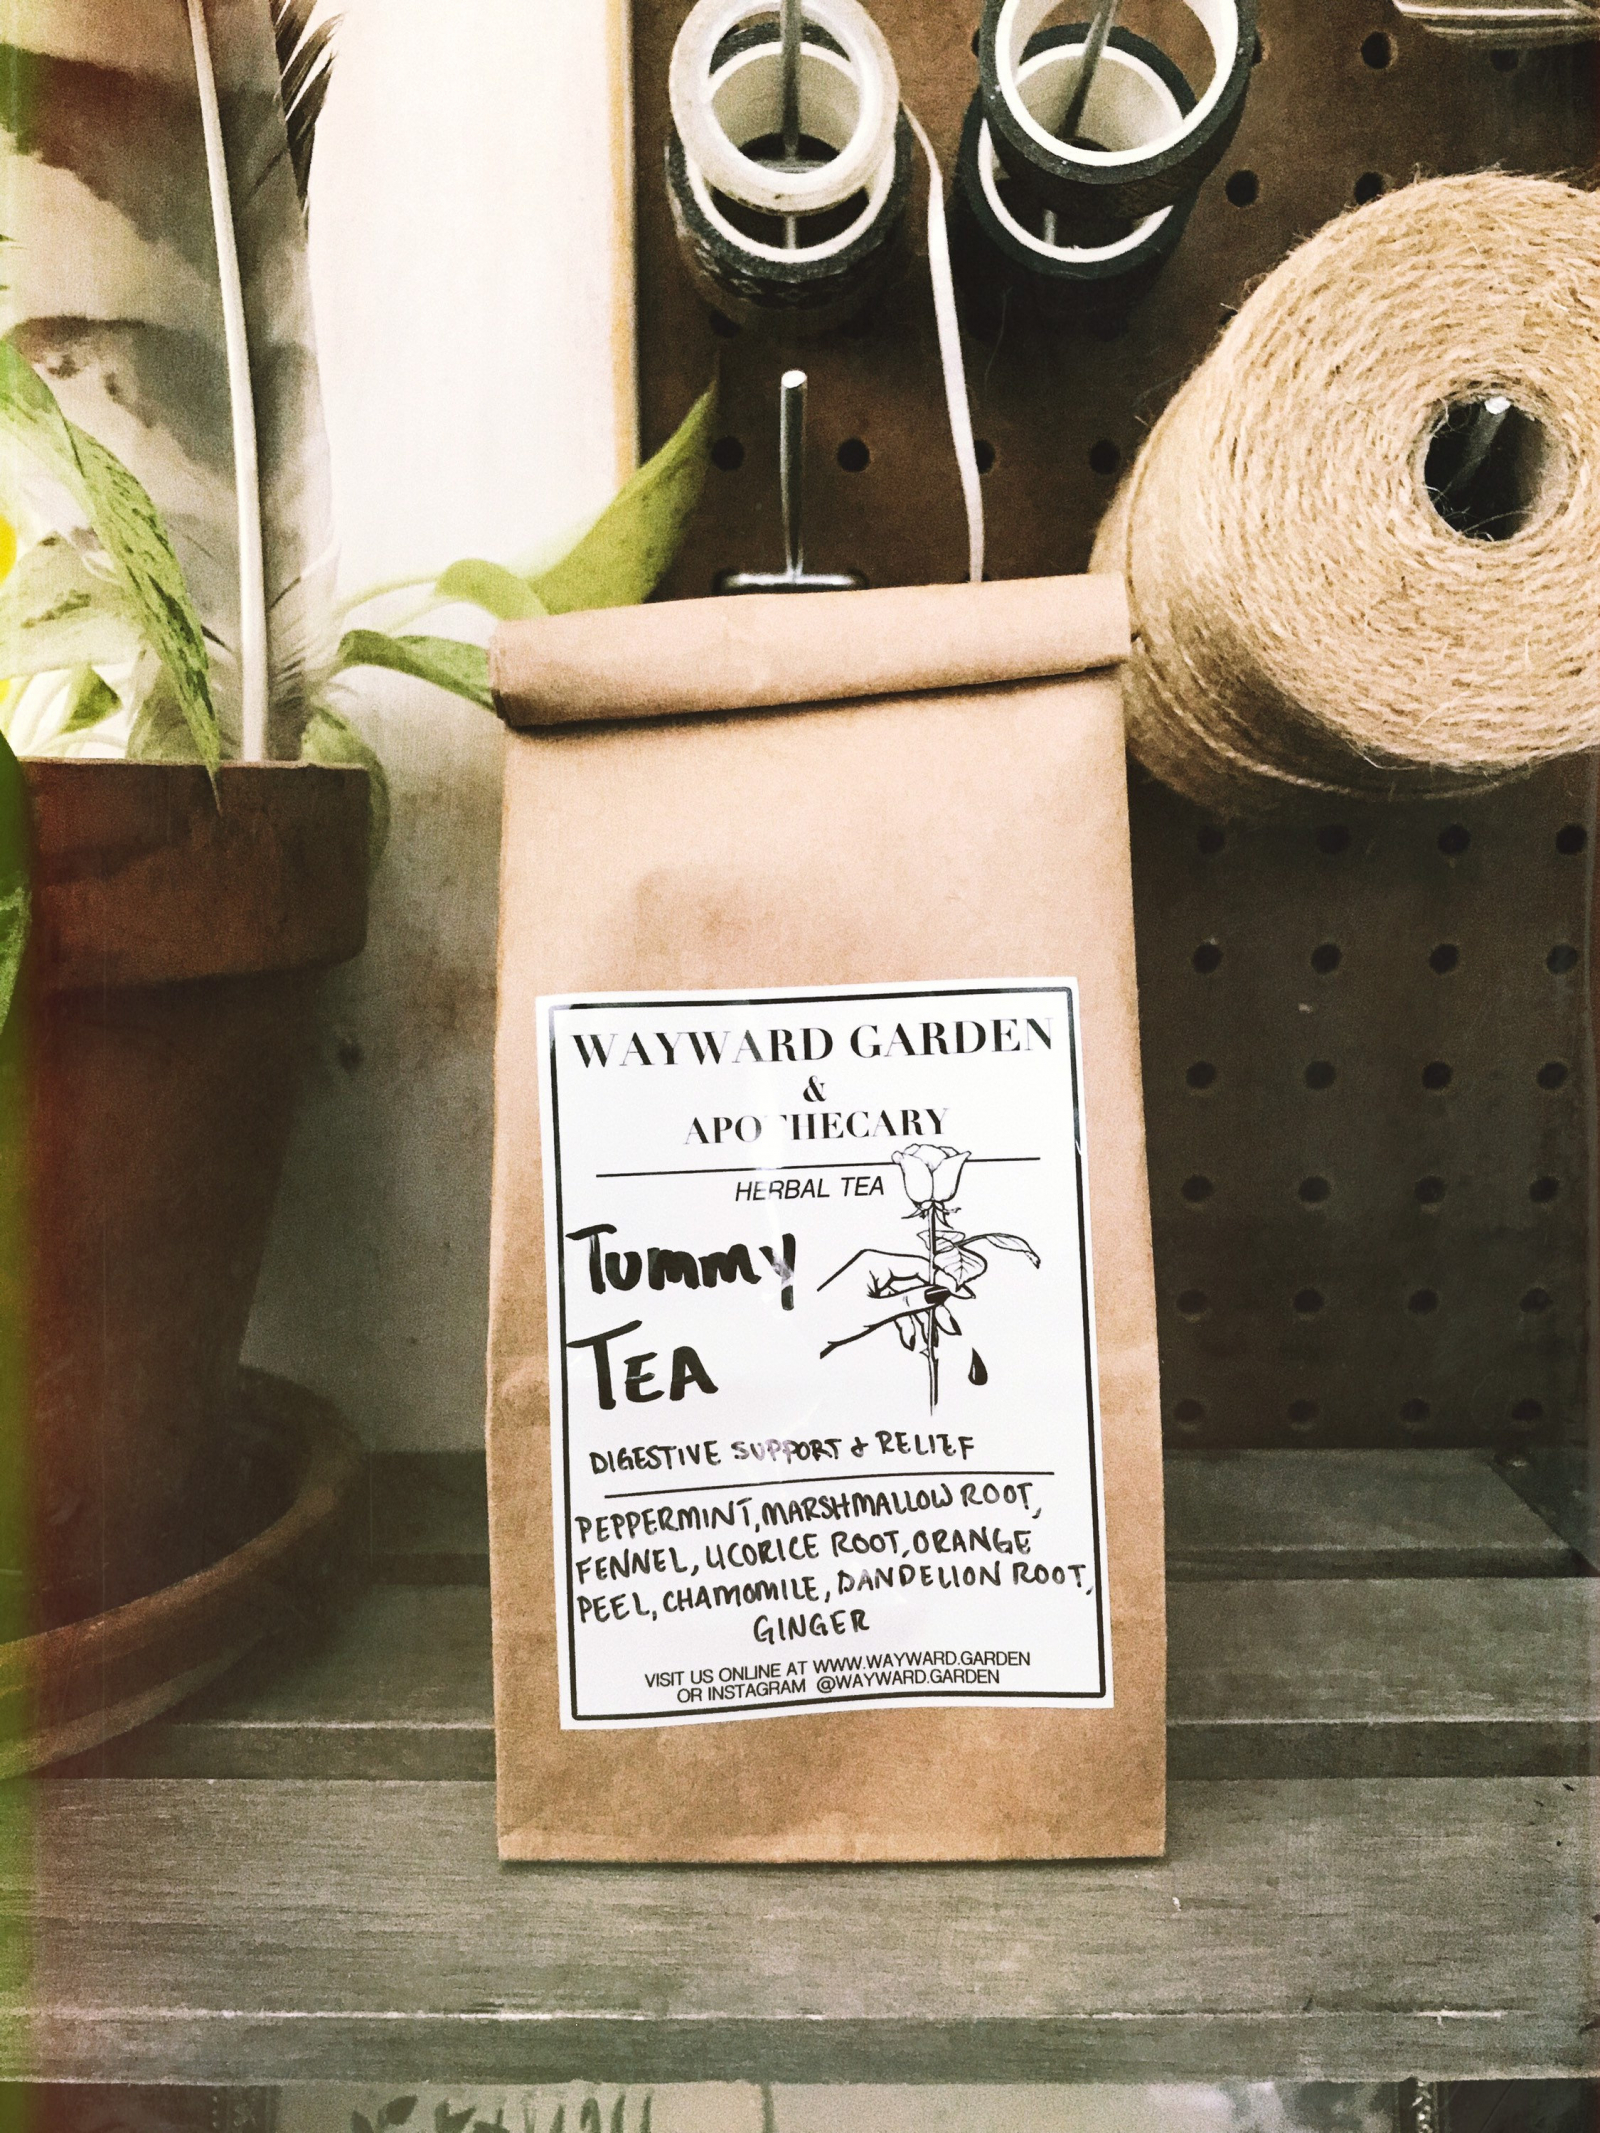 WAYWARD GARDEN
&
APOTHECARY
HERBAL TEA
Tummy
TEA
DIGESTIVE SUPPORT & RELIEF
PEPPERMINT, MARSHMALLOW ROOT,
FENNEL, LICORICE ROOT, ORANGE
PEEL, CHAMOMILE, DANDELION ROOT,
GINGER
VISIT US ONLINE AT WWW.WAYWARD.GARDEN
OR INSTAGRAM @WAYWARD.GARDEN